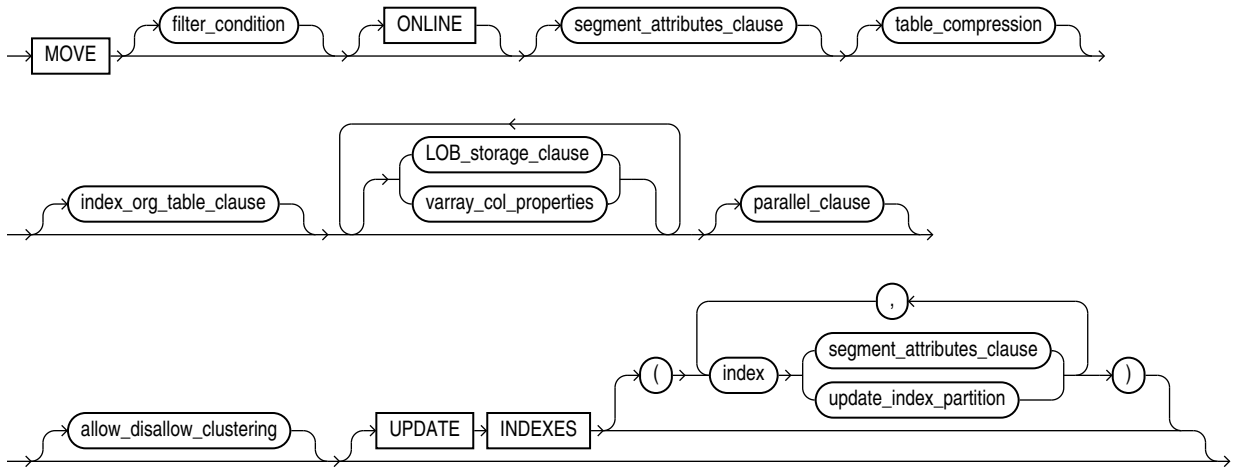 MOVE filter_condition ONLINE segment_attributes_clause table_compression
index_org_table_clause LOB_storage_clause parallel_clause
varray_col_properties
,
( index segment_attributes_clause )
update_index_partition
allow_disallow_clustering UPDATE INDEXES